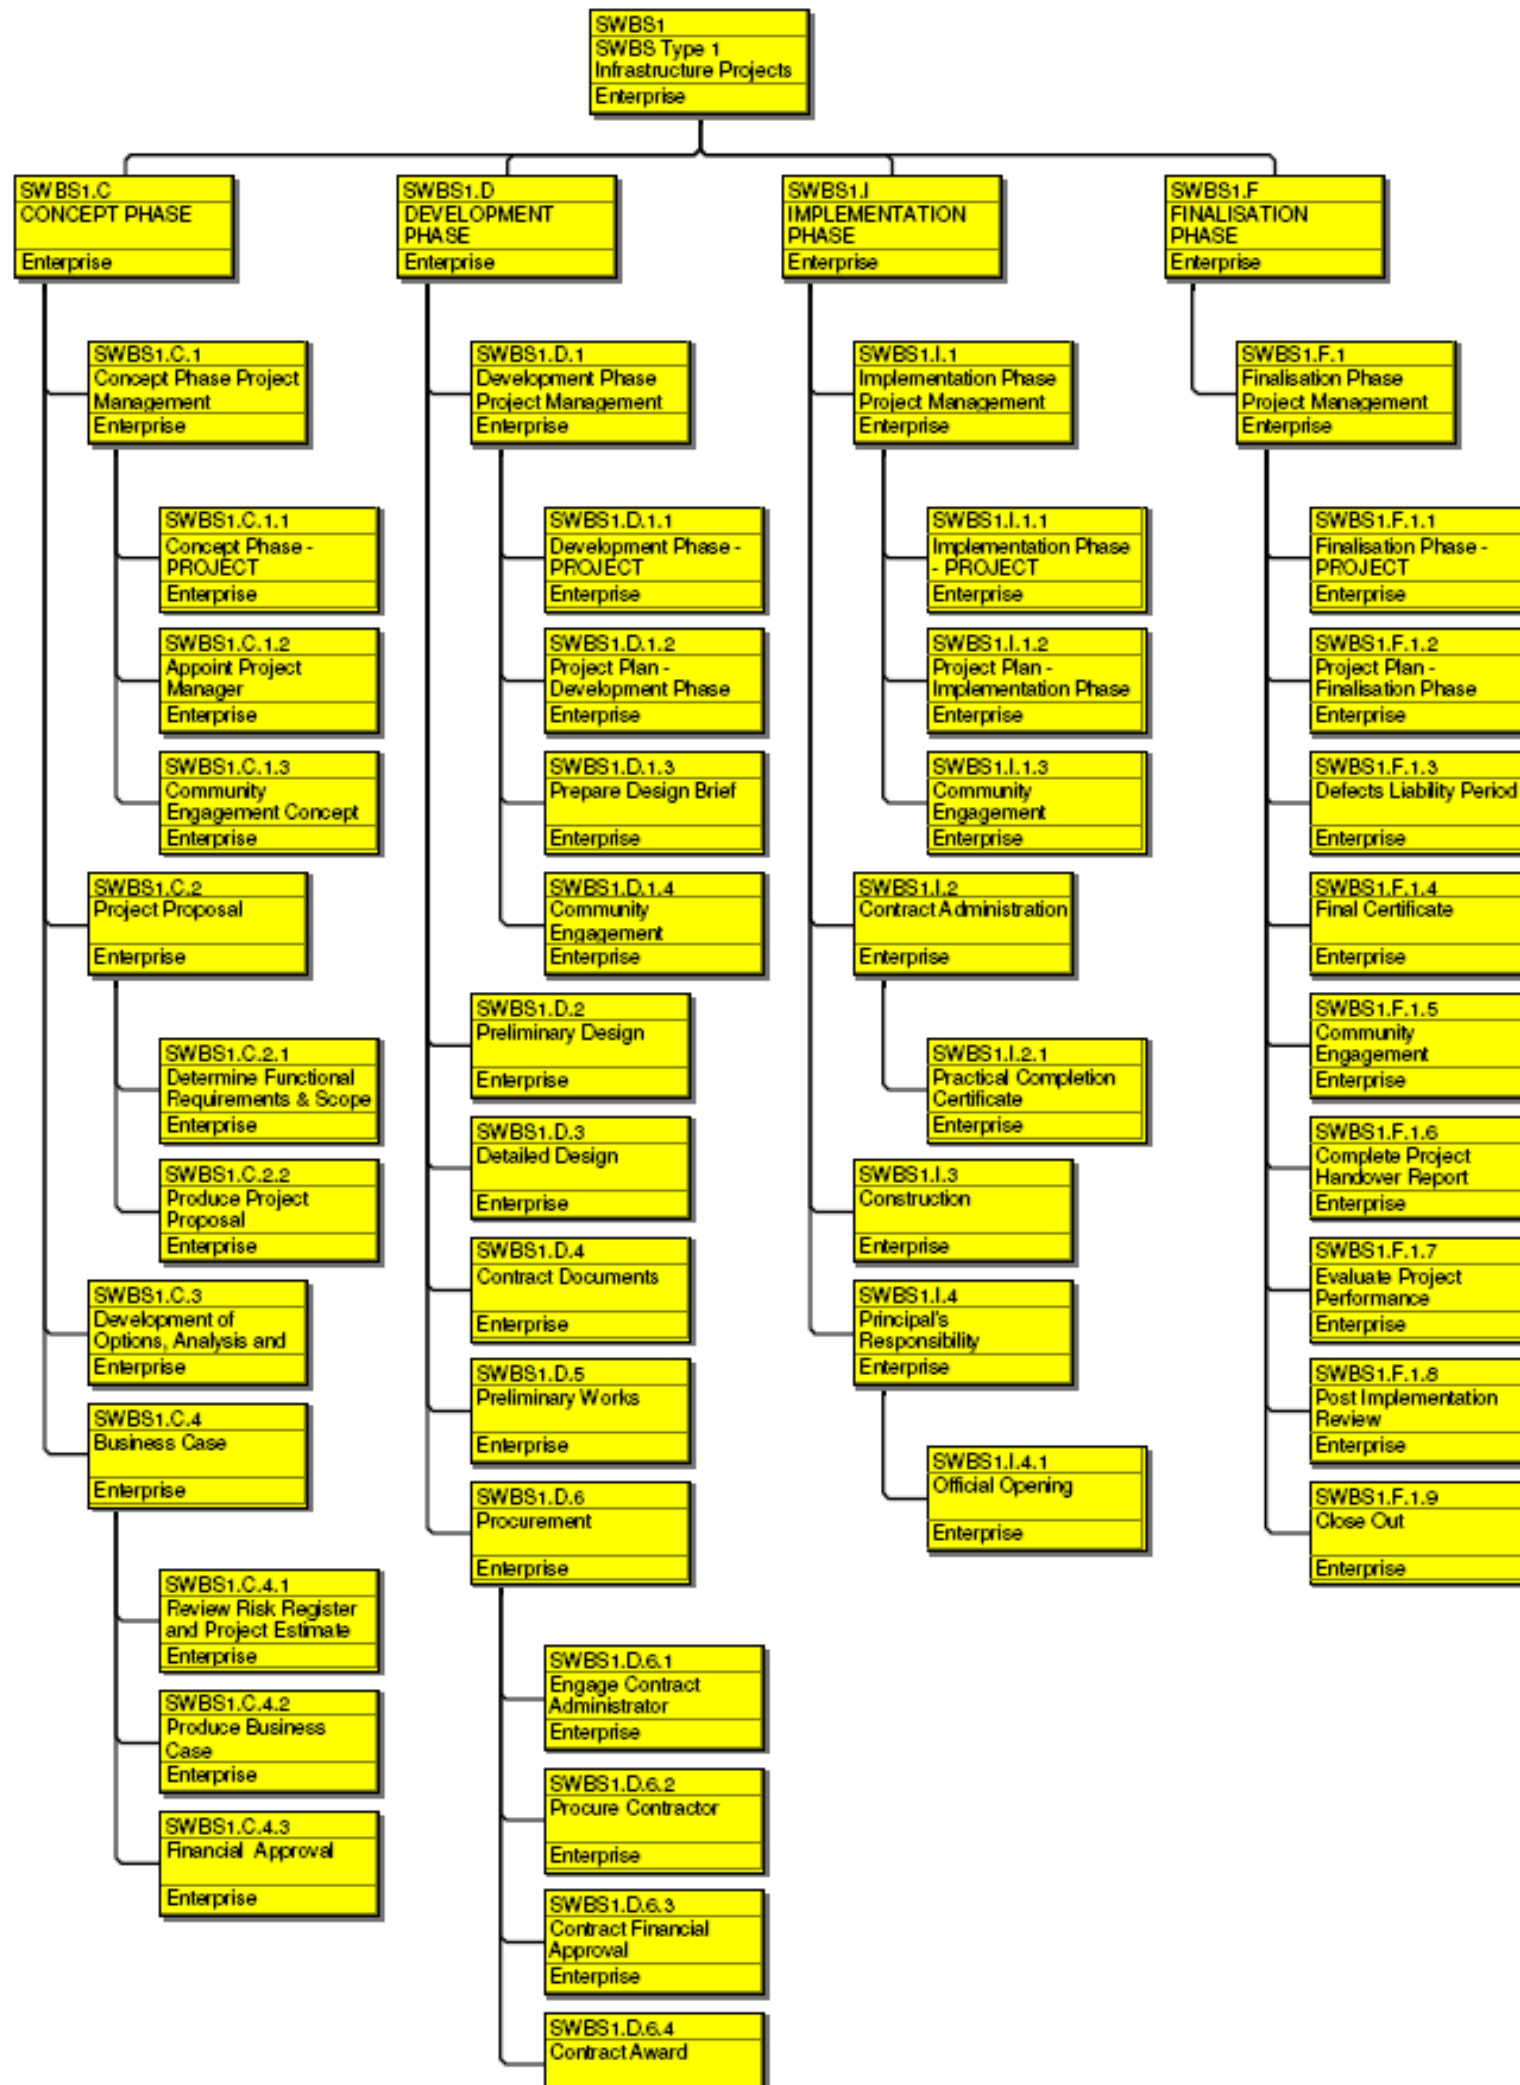 SWBS1
SWBS Type 1
Infrastructure Projects
Enterprise
SWBS1.C
CONCEPT PHASE
Enterprise
SWBS1.C.1
Concept Phase Project
Management
Enterprise
SWBS1.C.1.1
Concept Phase -
PROJECT
Enterprise
SWBS1.C.1.2
Appoint Project
Manager
Enterprise
SWBS1.C.1.3
Community
Engagement Concept
Enterprise
SWBS1.C.2
Project Proposal
Enterprise
SWBS1.C.2.1
Determine Functional
Requirements & Scope
Enterprise
SWBS1.C.2.2
Produce Project
Proposal
Enterprise
SWBS1.C.3
Development of
Options, Analysis and
Enterprise
SWBS1.C.4
Business Case
Enterprise
SWBS1.C.4.1
Review Risk Register
and Project Estimate
Enterprise
SWBS1.C.4.2
Produce Business
Case
Enterprise
SWBS1.C.4.3
Financial Approval
Enterprise
SWBS1.D
DEVELOPMENT
PHASE
Enterprise
SWBS1.D.1
Development Phase
Project Management
Enterprise
SWBS1.D.1.1
Development Phase -
PROJECT
Enterprise
SWBS1.D.1.2
Project Plan -
Development Phase
Enterprise
SWBS1.D.1.3
Prepare Design Brief
Enterprise
SWBS1.D.1.4
Community
Engagement
Enterprise
SWBS1.D.2
Preliminary Design
Enterprise
SWBS1.D.3
Detailed Design
Enterprise
SWBS1.D.4
Contract Documents
Enterprise
SWBS1.D.5
Preliminary Works
Enterprise
SWBS1.D.6
Procurement
Enterprise
SWBS1.D.6.1
Engage Contract
Administrator
Enterprise
SWBS1.D.6.2
Procure Contractor
Enterprise
SWBS1.D.6.3
Contract Financial
Approval
Enterprise
SWBS1.D.6.4
Contract Award
SWBS1.I
IMPLEMENTATION
PHASE
Enterprise
SWBS1.I.1
Implementation Phase
Project Management
Enterprise
SWBS1.I.1.1
Implementation Phase
- PROJECT
Enterprise
SWBS1.I.1.2
Project Plan -
Implementation Phase
Enterprise
SWBS1.I.1.3
Community
Engagement
Enterprise
SWBS1.I.2
Contract Administration
Enterprise
SWBS1.I.2.1
Practical Completion
Certificate
Enterprise
SWBS1.I.3
Construction
Enterprise
SWBS1.I.4
Principal's
Responsibility
Enterprise
SWBS1.I.4.1
Official Opening
Enterprise
SWBS1.F
FINALISATION
PHASE
Enterprise
SWBS1.F.1
Finalisation Phase
Project Management
Enterprise
SWBS1.F.1.1
Finalisation Phase -
PROJECT
Enterprise
SWBS1.F.1.2
Project Plan -
Finalisation Phase
Enterprise
SWBS1.F.1.3
Defects Liability Period
Enterprise
SWBS1.F.1.4
Final Certificate
Enterprise
SWBS1.F.1.5
Community
Engagement
Enterprise
SWBS1.F.1.6
Complete Project
Handover Report
Enterprise
SWBS1.F.1.7
Evaluate Project
Performance
Enterprise
SWBS1.F.1.8
Post Implementation
Review
Enterprise
SWBS1.F.1.9
Close Out
Enterprise